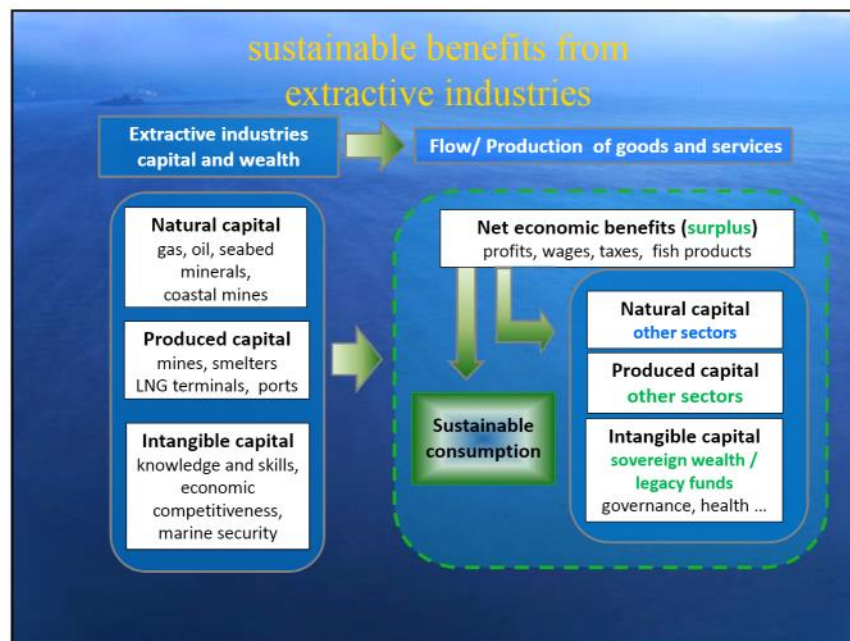 sustainable benefits from
extractive industries
Extractive industries
capital and wealth
Flow/ Production of goods and services
Natural capital
gas, oil, seabed
minerals,
coastal mines
Produced capital
mines, smelters
LNG terminals, ports
Intangible capital
knowledge and skills,
economic
competitiveness,
marine security
Net economic benefits (surplus)
profits, wages, taxes, fish products
Sustainable
consumption
Natural capital
other sectors
Produced capital
other sectors
Intangible capital
sovereign wealth /
legacy funds
governance, health ...